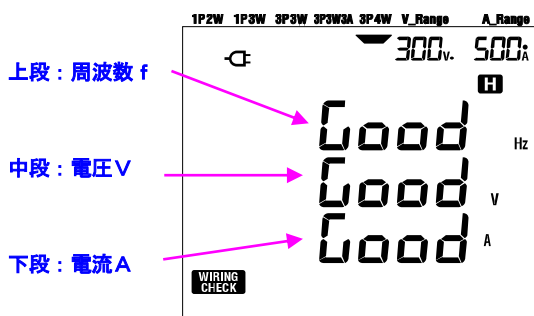 1P2W 1P3W 3P3W 3P3W3A 3P4W V_Range A_Range
300V~ 500A
H
上段：周波数 f
Good Hz
中段：電圧V
Good V
下段：電流A
Good A
WIRING
CHECK